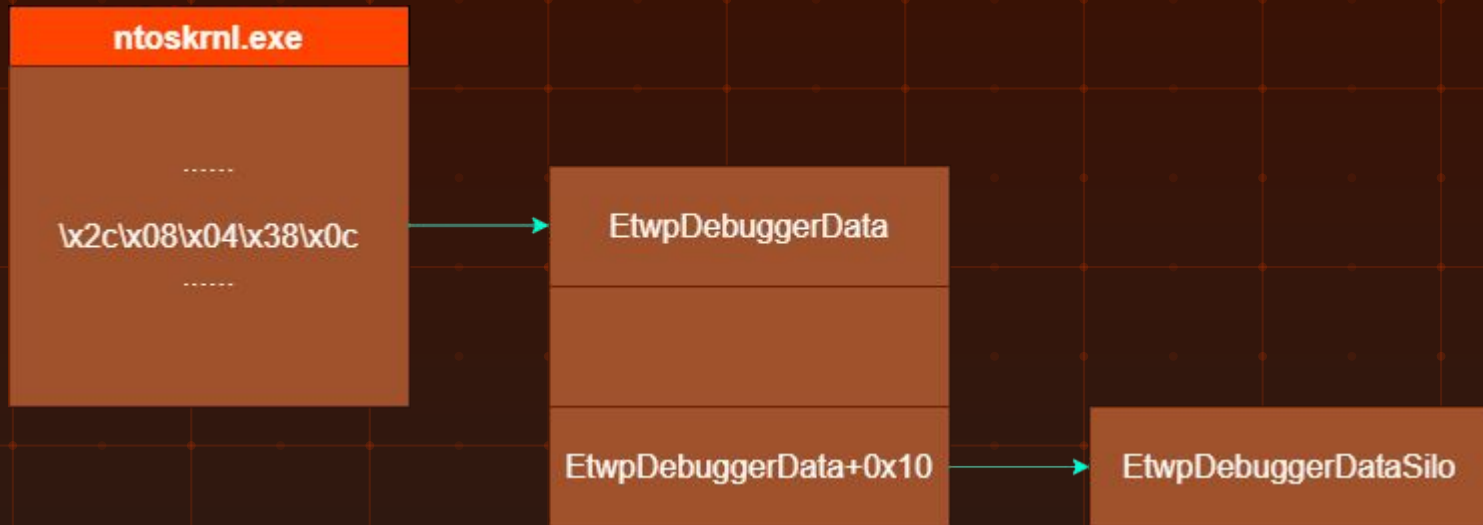 ntoskrnl.exe
------
\x2c\x08\x04\x38\x0c
------
EtwpDebuggerData
EtwpDebuggerData+0x10
EtwpDebuggerDataSilo